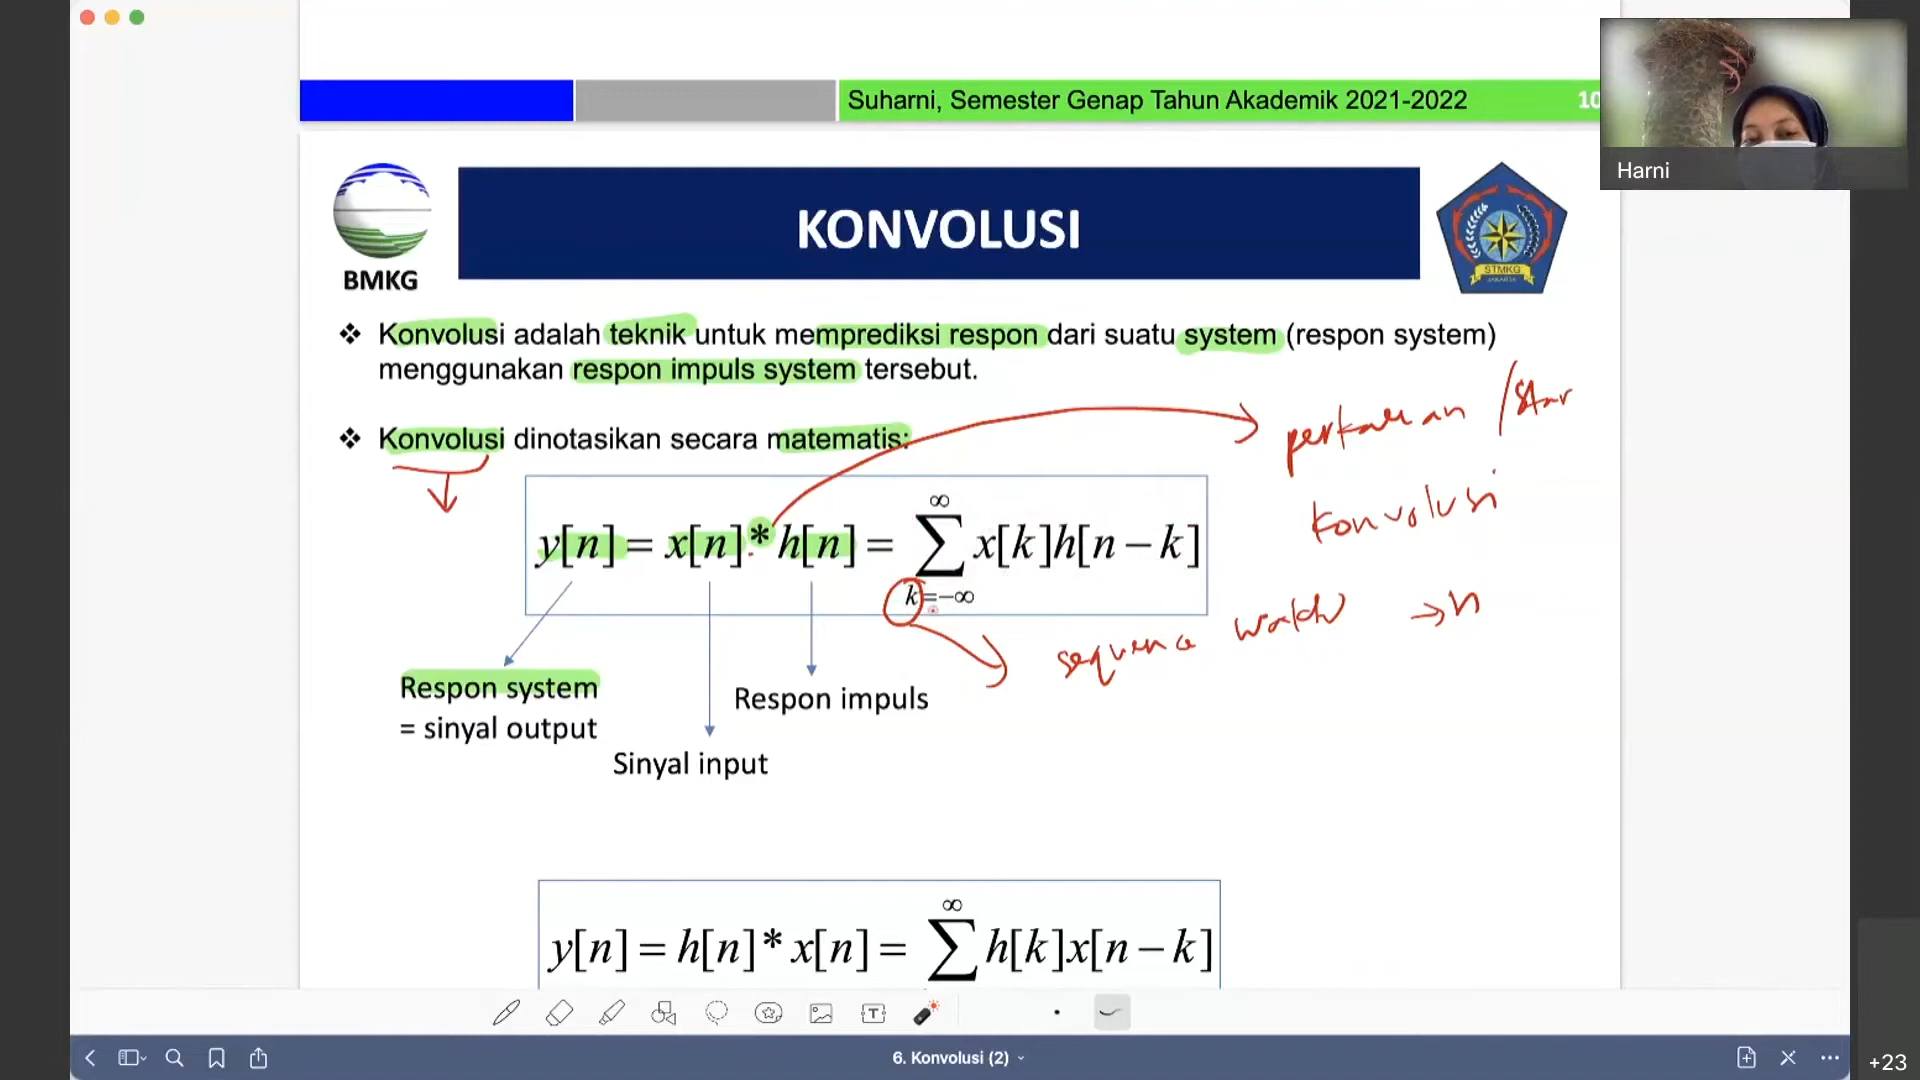 Suharni, Semester Genap Tahun Akademik 2021-2022 10
Harni
KONVOLUSI
BMKG
STMKG
JAKARTA
❖ Konvolusi adalah teknik untuk memprediksi respon dari suatu system (respon system)
menggunakan respon impuls system tersebut.
/star
❖ Konvolusi dinotasikan secara matematis:
konvolusi
y[n] = x[n] * h[n] = ∑ x[k]h[n − k]
∞
k=−∞
sequence waktu → n
Respon system
= sinyal output
Respon impuls
Sinyal input
y[n] = h[n] * x[n] = ∑ h[k]x[n − k]
∞
6. Konvolusi (2)
+23